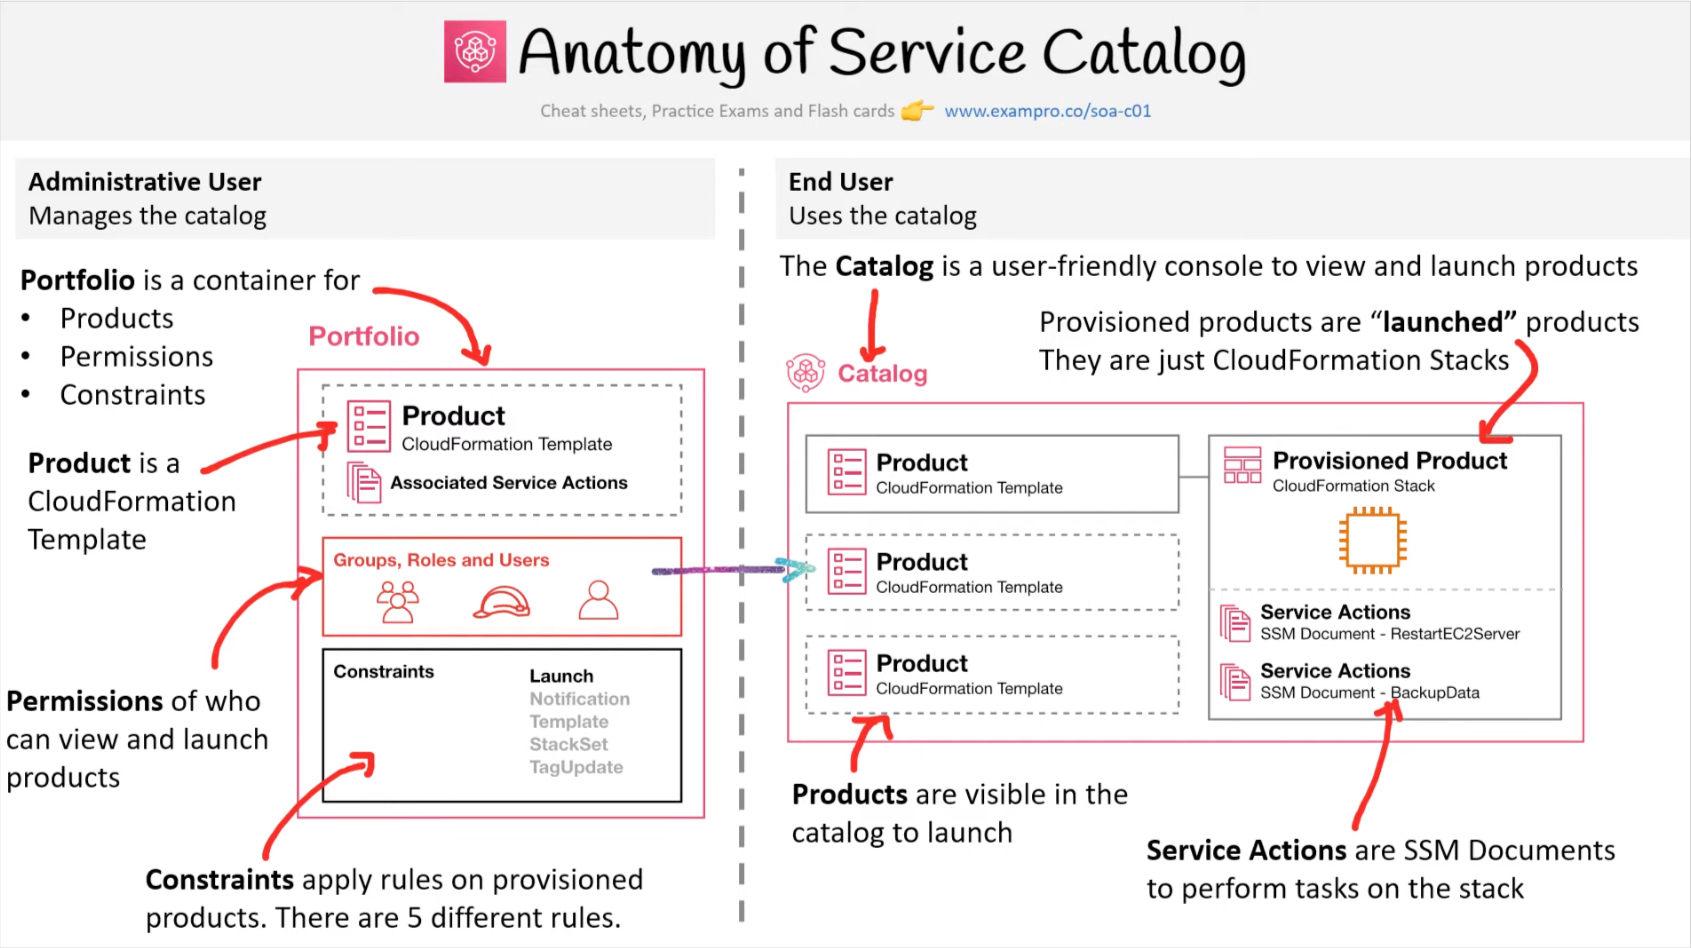 Anatomy of Service Catalog
Cheat sheets, Practice Exams and Flash cards 👉 www.exampro.co/soa-c01
Administrative User
Manages the catalog
Portfolio is a container for
• Products
• Permissions
• Constraints
Product is a
CloudFormation
Template
Permissions of who
can view and launch
products
Portfolio
Product
CloudFormation Template
Associated Service Actions
Groups, Roles and Users
Constraints
Launch
Notification
Template
StackSet
TagUpdate
Constraints apply rules on provisioned
products. There are 5 different rules.
End User
Uses the catalog
The Catalog is a user-friendly console to view and launch products
Provisioned products are “launched” products
They are just CloudFormation Stacks
Catalog
Product
CloudFormation Template
Product
CloudFormation Template
Product
CloudFormation Template
Provisioned Product
CloudFormation Stack
Service Actions
SSM Document - RestartEC2Server
Service Actions
SSM Document - BackupData
Products are visible in the
catalog to launch
Service Actions are SSM Documents
to perform tasks on the stack